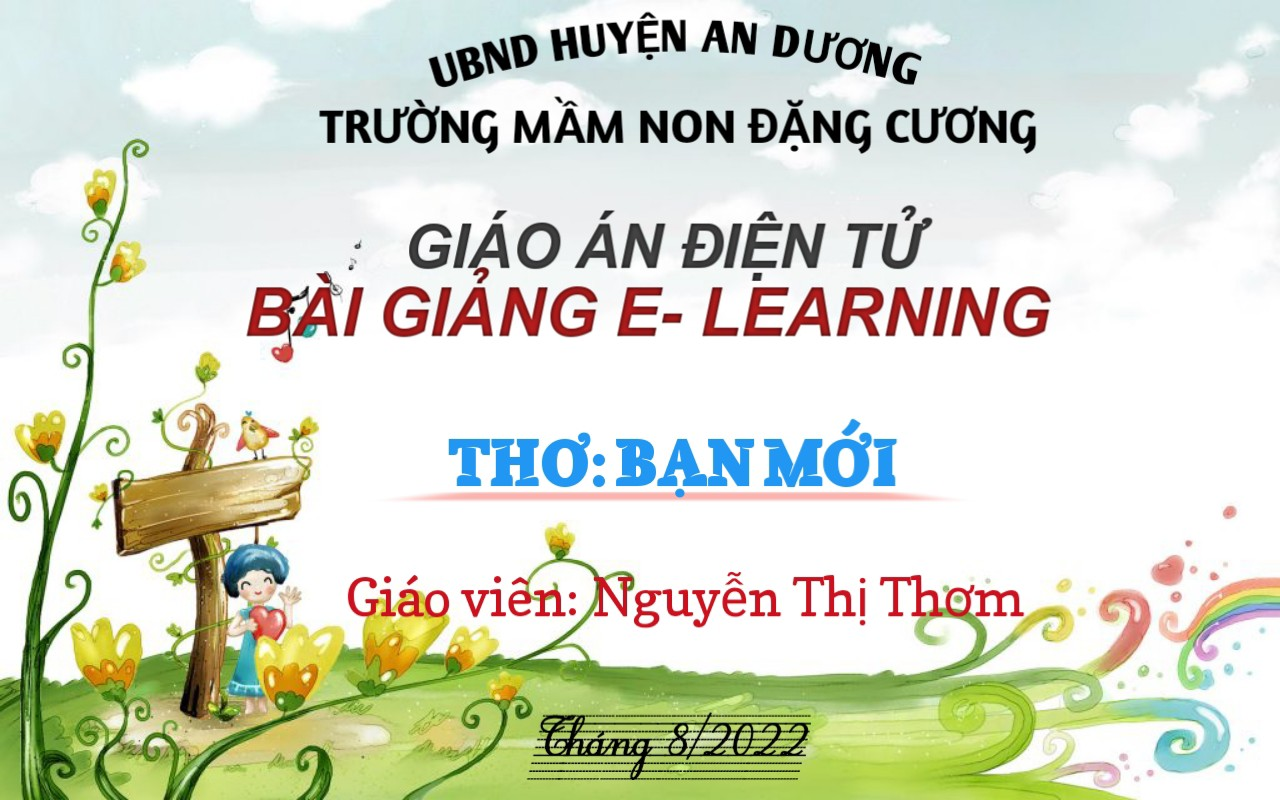 UBND HUYỆN AN DƯƠNG
TRƯỜNG MẦM NON ĐẶNG CƯƠNG
GIÁO ÁN ĐIỆN TỬ
BÀI GIẢNG E- LEARNING
THƠ: BẠN MỚI
Giáo viên: Nguyễn Thị Thơm
Tháng 8/2022